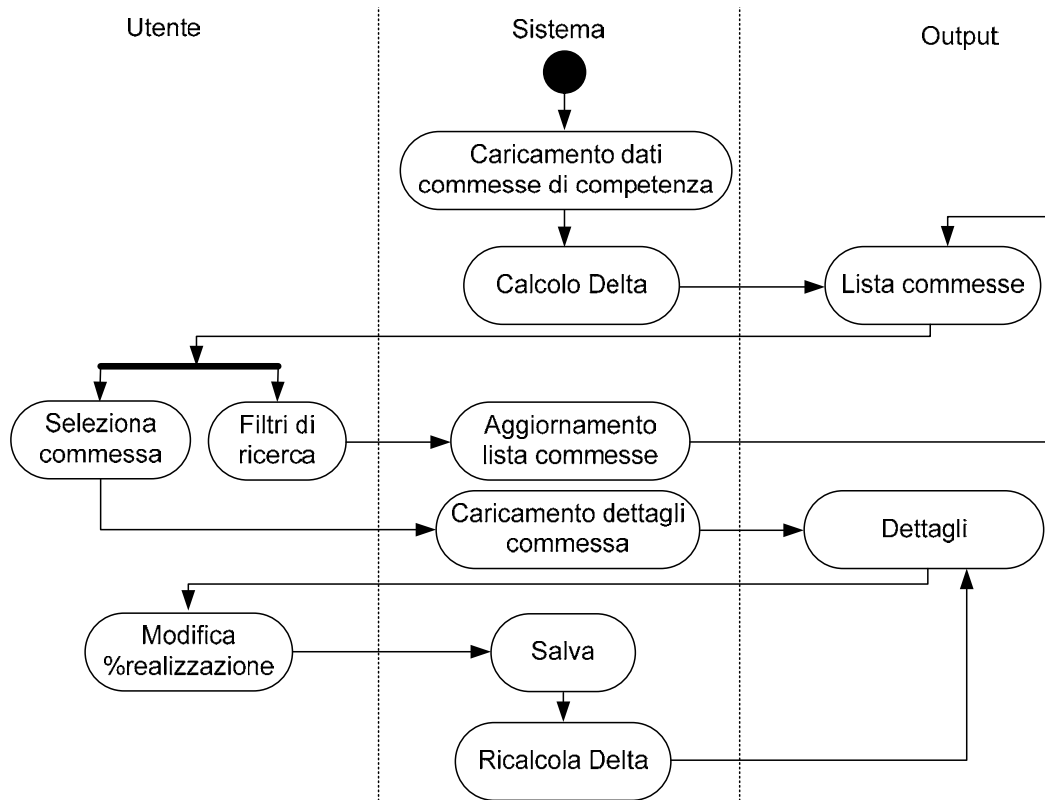 Utente
Sistema
Output
Caricamento dati
commesse di competenza
Calcolo Delta
Lista commesse
Seleziona
commessa
Filtri di
ricerca
Aggiornamento
lista commesse
Caricamento dettagli
commessa
Dettagli
Modifica
%realizzazione
Salva
Ricalcola Delta